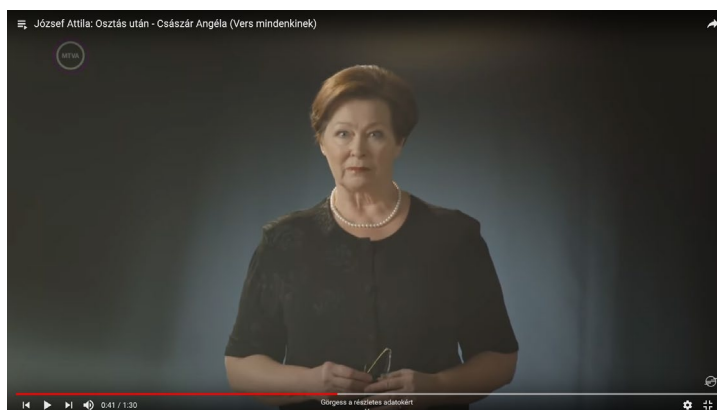 József Attila: Osztás után - Császár Angéla (Vers mindenkinek)
MTVA
0:41 / 1:30
Görgess a részletes adatokért